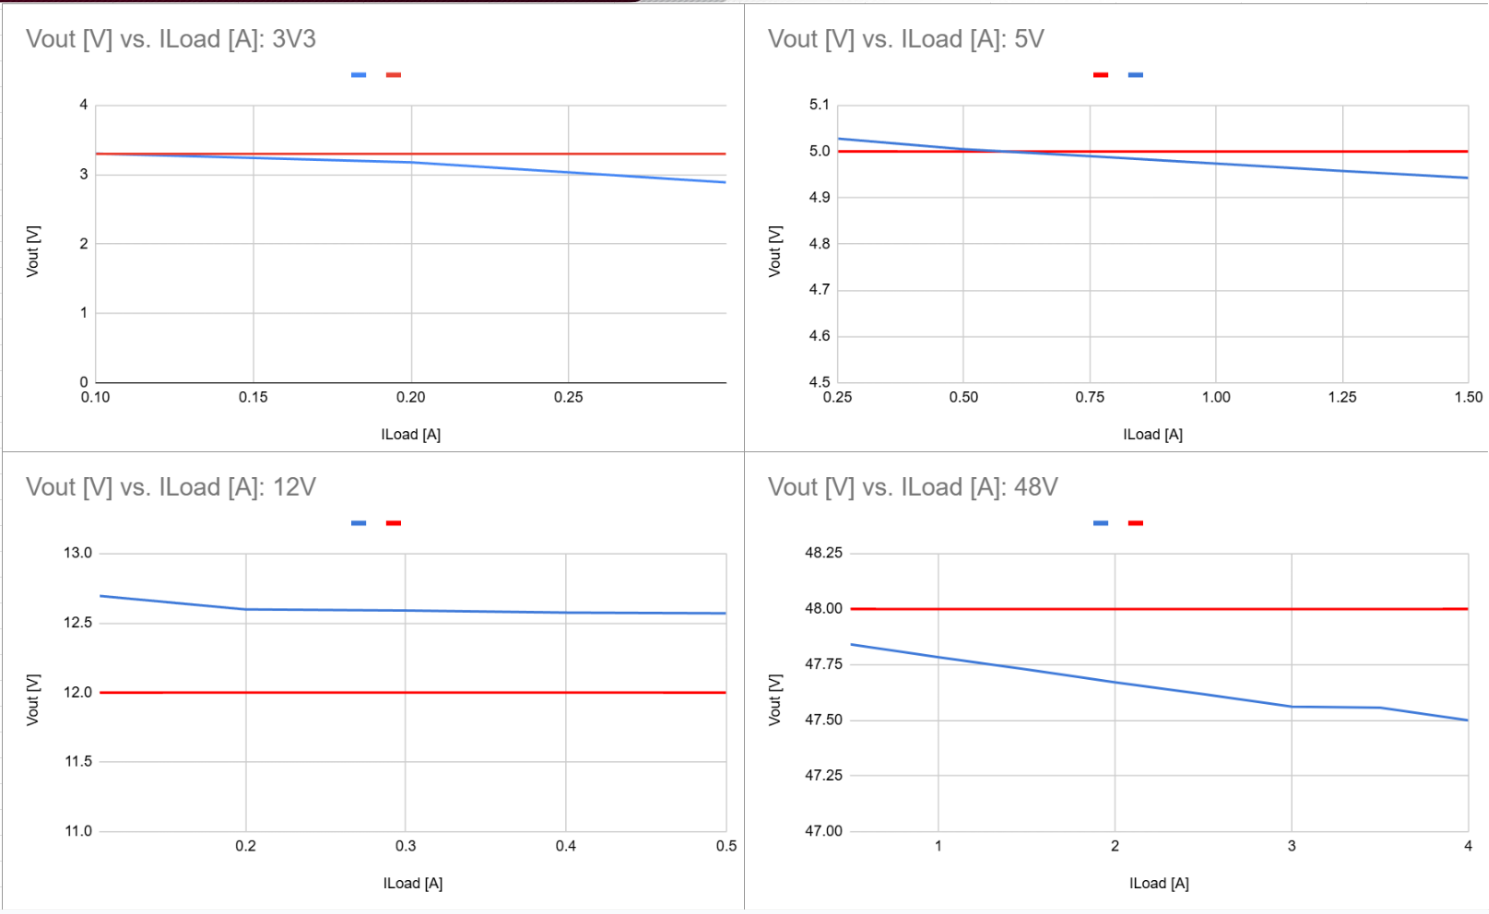 Vout [V] vs. ILoad [A]: 3V3
4
3
2
1
0
Vout [V]
0.10 0.15 0.20 0.25
ILoad [A]
Vout [V] vs. ILoad [A]: 5V
5.1
5.0
4.9
4.8
4.7
4.6
4.5
Vout [V]
0.25 0.50 0.75 1.00 1.25 1.50
ILoad [A]
Vout [V] vs. ILoad [A]: 12V
13.0
12.5
12.0
11.5
11.0
Vout [V]
0.2 0.3 0.4 0.5
ILoad [A]
Vout [V] vs. ILoad [A]: 48V
48.25
48.00
47.75
47.50
47.25
47.00
Vout [V]
1 2 3 4
ILoad [A]